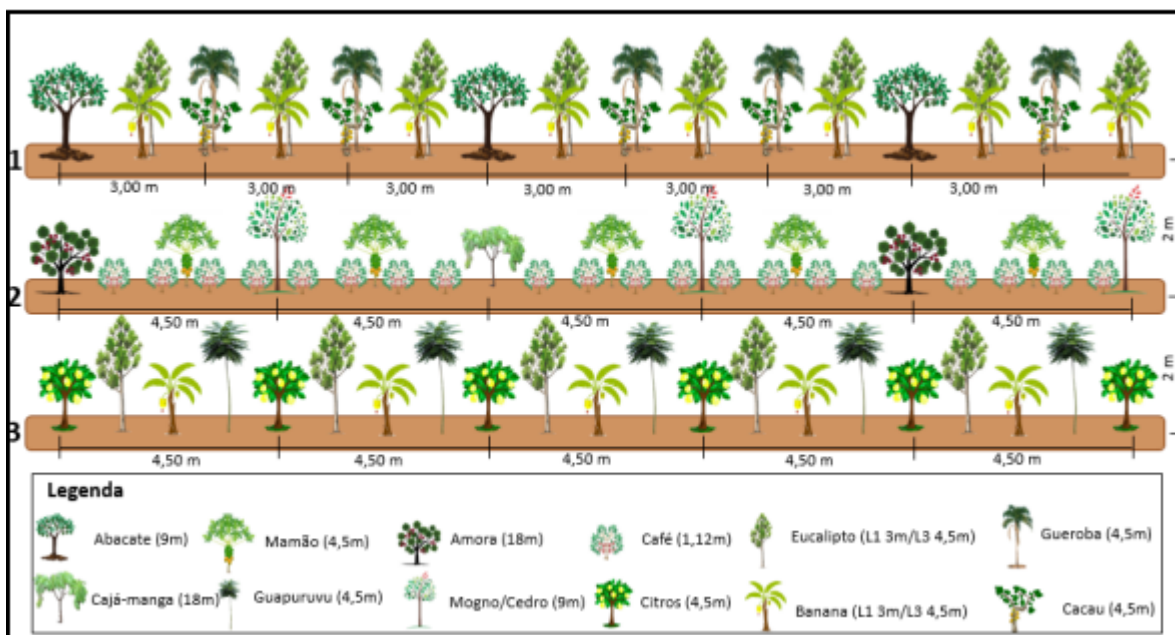 1
3,00 m 3,00 m 3,00 m 3,00 m 3,00 m 3,00 m 3,00 m
2 m
2
4,50 m 4,50 m 4,50 m 4,50 m 4,50 m
2 m
3
4,50 m 4,50 m 4,50 m 4,50 m 4,50 m
Legenda
Abacate (9m) Mamão (4,5m) Amora (18m) Café (1,12m) Eucalipto (L1 3m/L3 4,5m) Gueroba (4,5m)
Cajá-manga (18m) Guapuruvu (4,5m) Mogno/Cedro (9m) Citros (4,5m) Banana (L1 3m/L3 4,5m) Cacau (4,5m)